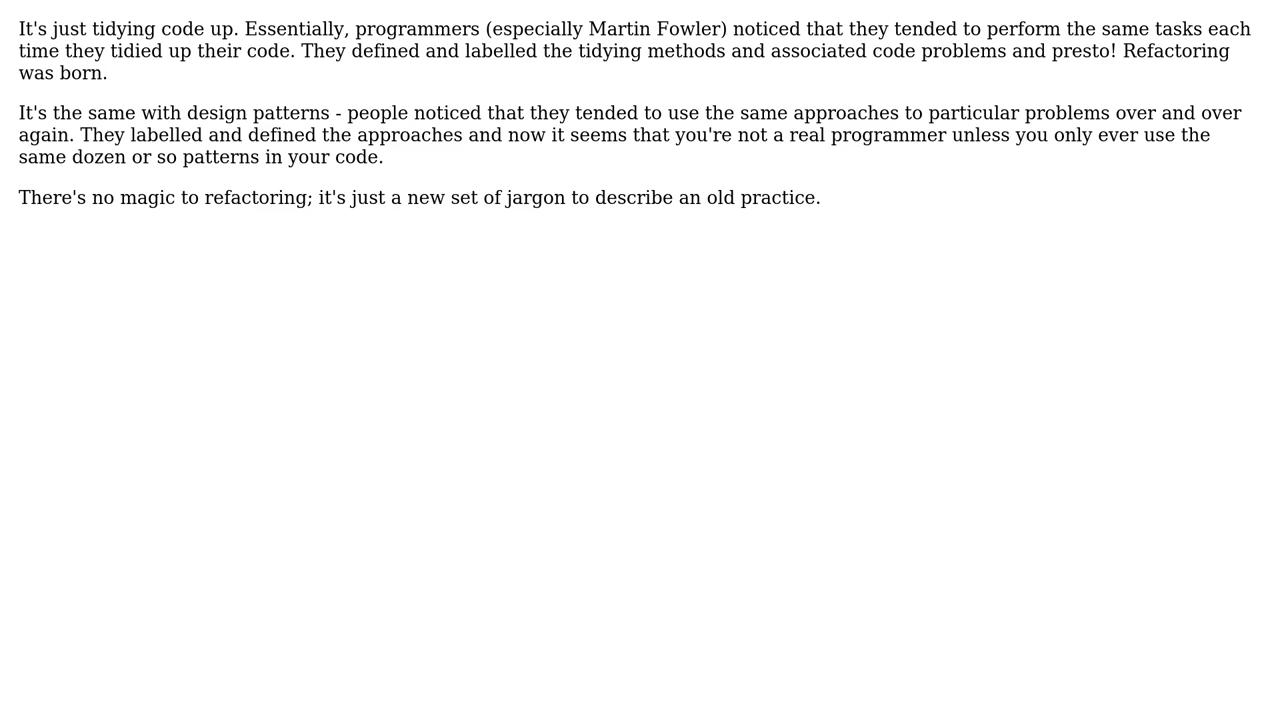 It's just tidying code up. Essentially, programmers (especially Martin Fowler) noticed that they tended to perform the same tasks each
time they tidied up their code. They defined and labelled the tidying methods and associated code problems and presto! Refactoring
was born.
It's the same with design patterns - people noticed that they tended to use the same approaches to particular problems over and over
again. They labelled and defined the approaches and now it seems that you're not a real programmer unless you only ever use the
same dozen or so patterns in your code.
There's no magic to refactoring; it's just a new set of jargon to describe an old practice.